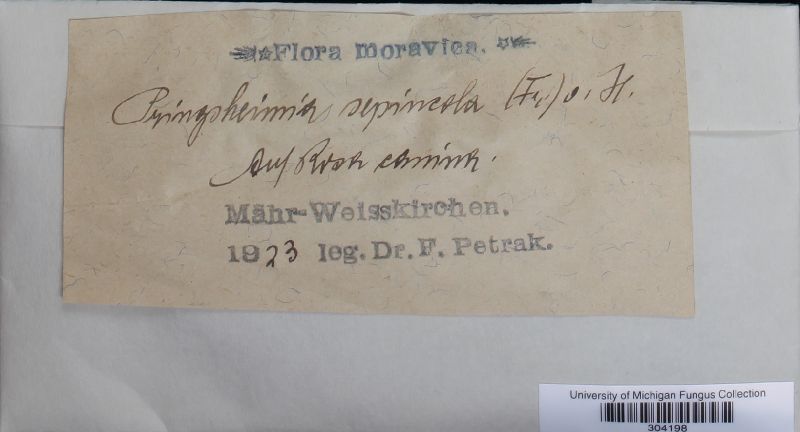 Flora moravica.
Pringsheimia sepincola (Fr.) v. H.
Auf Rosa canina.
Mähr-Weisskirchen.
1923 leg. Dr. F. Petrak.
University of Michigan Fungus Collection
304198